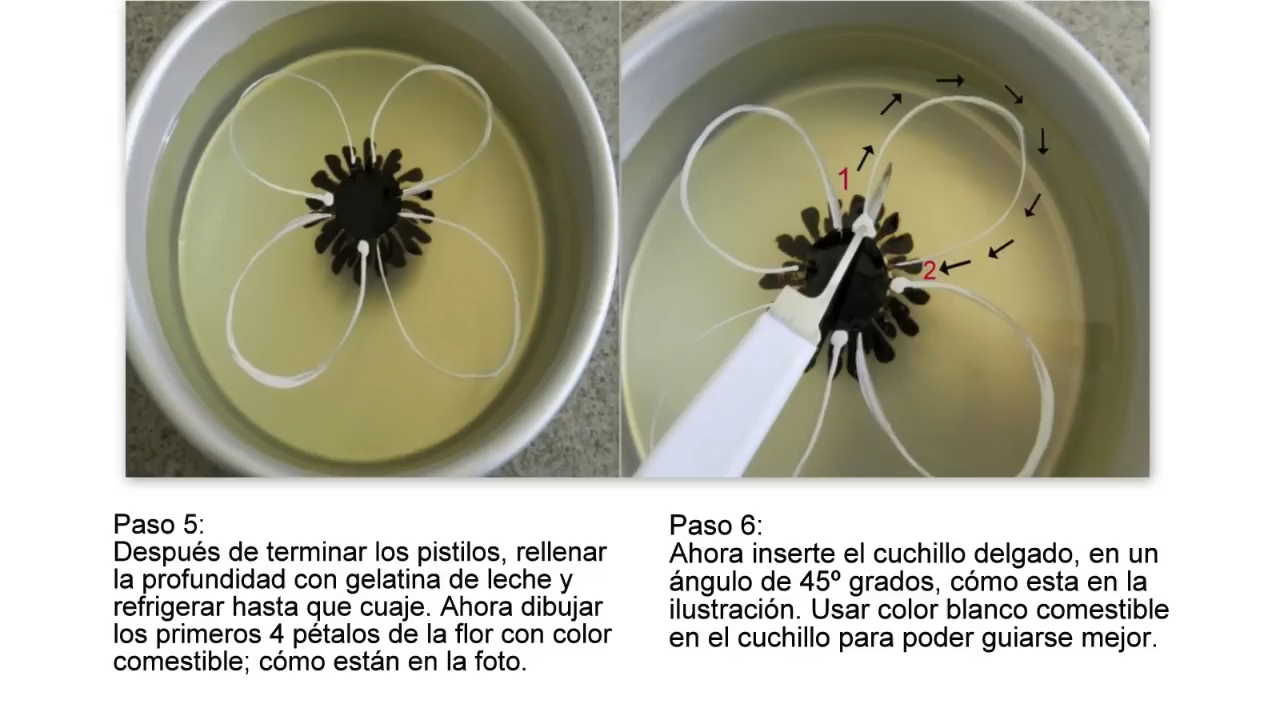 1
2
Paso 5:
Después de terminar los pistilos, rellenar
la profundidad con gelatina de leche y
refrigerar hasta que cuaje. Ahora dibujar
los primeros 4 pétalos de la flor con color
comestible; cómo están en la foto.
Paso 6:
Ahora inserte el cuchillo delgado, en un
ángulo de 45º grados, cómo esta en la
ilustración. Usar color blanco comestible
en el cuchillo para poder guiarse mejor.